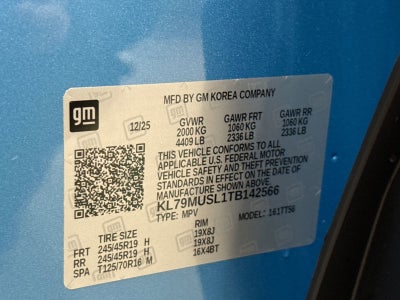 gm
MFD BY GM KOREA COMPANY
12/25 GVWR GAWR FRT GAWR RR
2000 KG 1060 KG 1060 KG
4409 LB 2336 LB 2336 LB
THIS VEHICLE CONFORMS TO ALL
APPLICABLE U.S. FEDERAL MOTOR
VEHICLE SAFETY AND THEFT PREVENTION
STANDARDS IN EFFECT ON THE DATE OF
MANUFACTURE SHOWN ABOVE.
KL79MUSL1TB142566
TYPE: MPV MODEL: 161TT56
TIRE SIZE RIM
FRT 245/45R19 H 19X8J
RR 245/45R19 H 19X8J
SPA T125/70R16 M 16X4BT